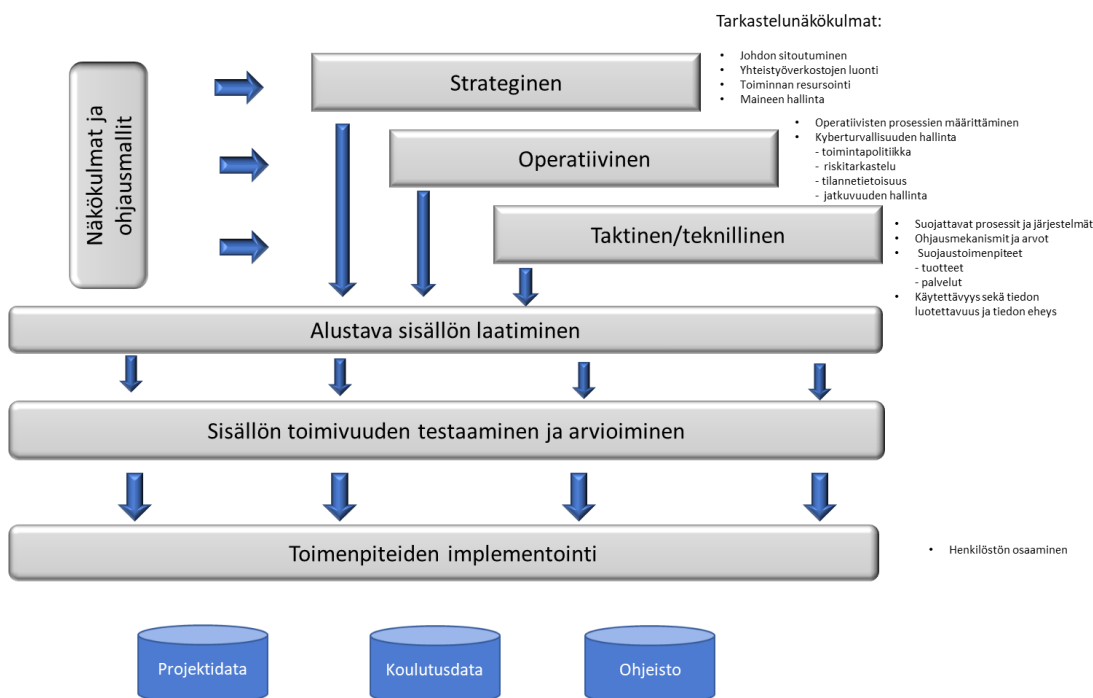 Tarkastelunäkökulmat:
Näkökulmat ja
ohjausmallit
Strateginen
• Johdon sitoutuminen
• Yhteistyöverkostojen luonti
• Toiminnan resursointi
• Maineen hallinta
Operatiivinen
• Operatiivisten prosessien määrittäminen
• Kyberturvallisuuden hallinta
- toimintapolitiikka
- riskitarkastelu
- tilannetietoisuus
- jatkuvuuden hallinta
Taktinen/teknillinen
• Suojattavat prosessit ja järjestelmät
• Ohjausmekanismit ja arvot
• Suojaustoimenpiteet
- tuotteet
- palvelut
• Käytettävyys sekä tiedon
luotettavuus ja tiedon eheys
Alustava sisällön laatiminen
Sisällön toimivuuden testaaminen ja arvioiminen
Toimenpiteiden implementointi
• Henkilöstön osaaminen
Projektidata
Koulutusdata
Ohjeisto